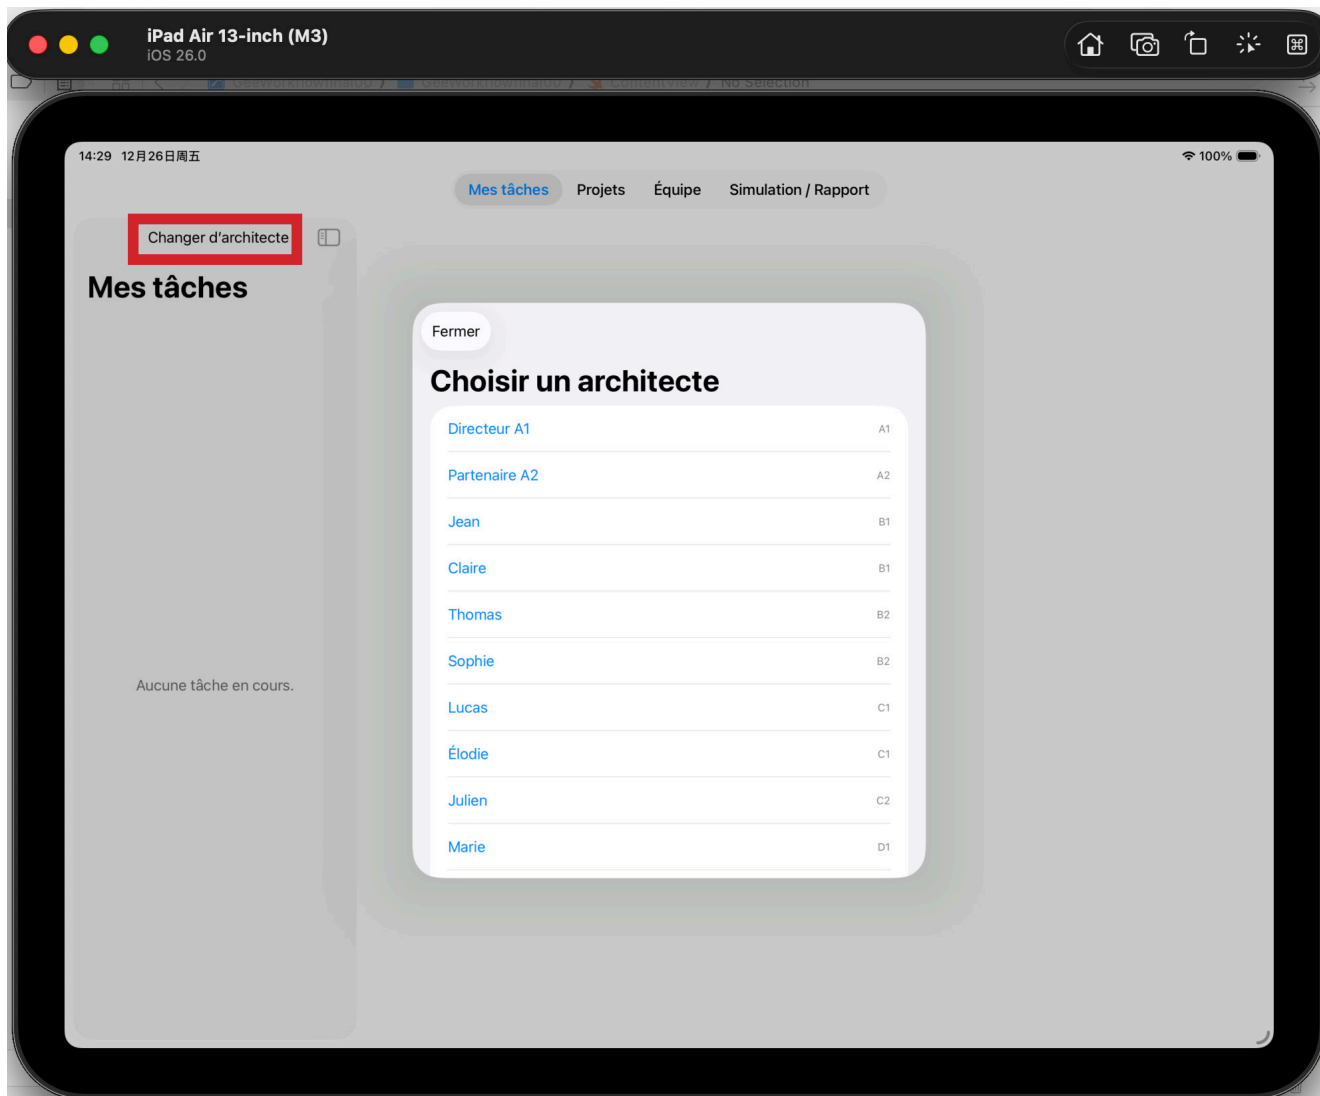 iPad Air 13-inch (M3)
iOS 26.0
No Selection
14:29 12月26日周五
100%
Mes tâches Projets Équipe Simulation / Rapport
Changer d'architecte
Mes tâches
Aucune tâche en cours.
Fermer
Choisir un architecte
Directeur A1 A1
Partenaire A2 A2
Jean B1
Claire B1
Thomas B2
Sophie B2
Lucas C1
Élodie C1
Julien C2
Marie D1